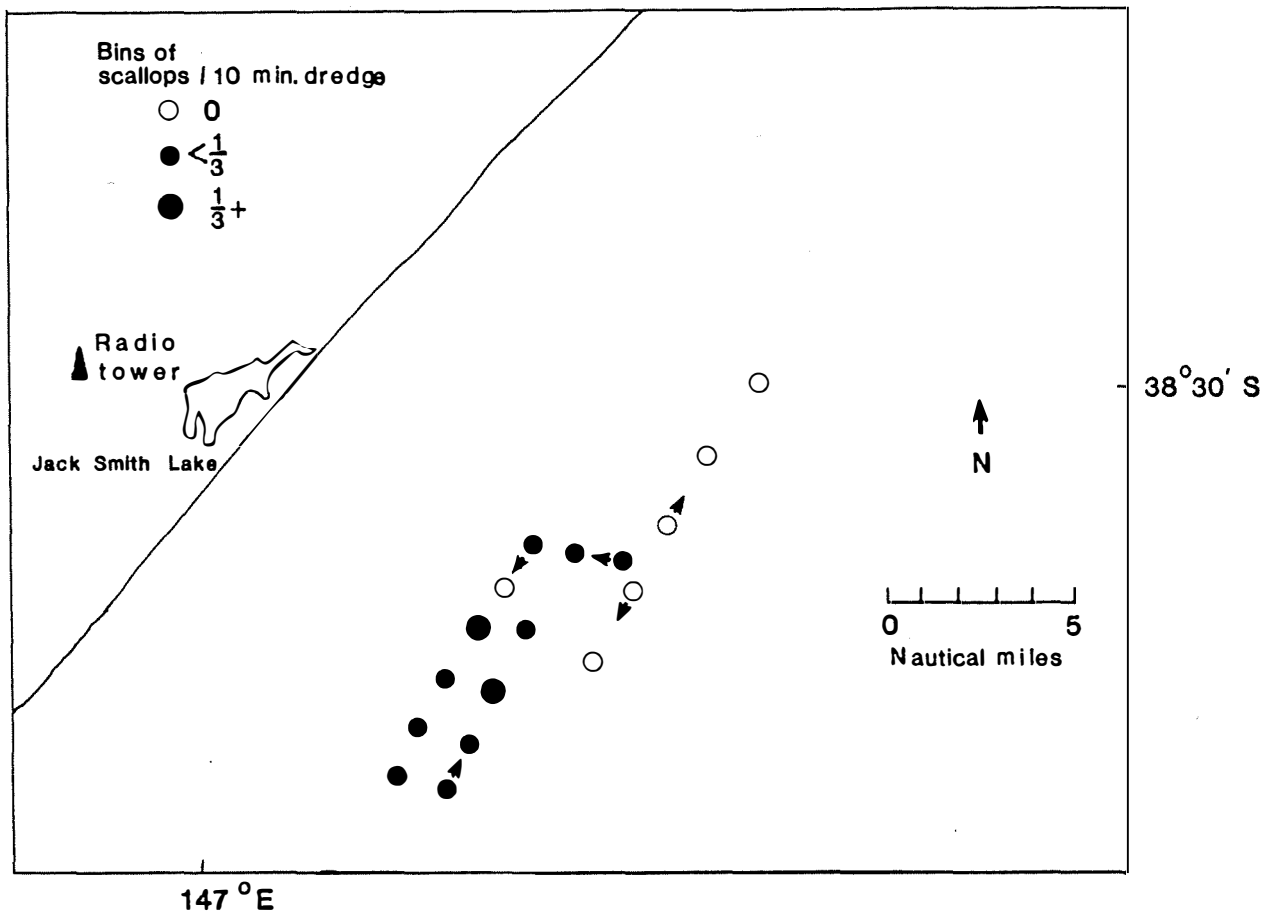 Bins of
scallops / 10 min. dredge
0
< 1/3
1/3 +
Radio
tower
Jack Smith Lake
38°30' S
N
0 5
Nautical miles
147°E